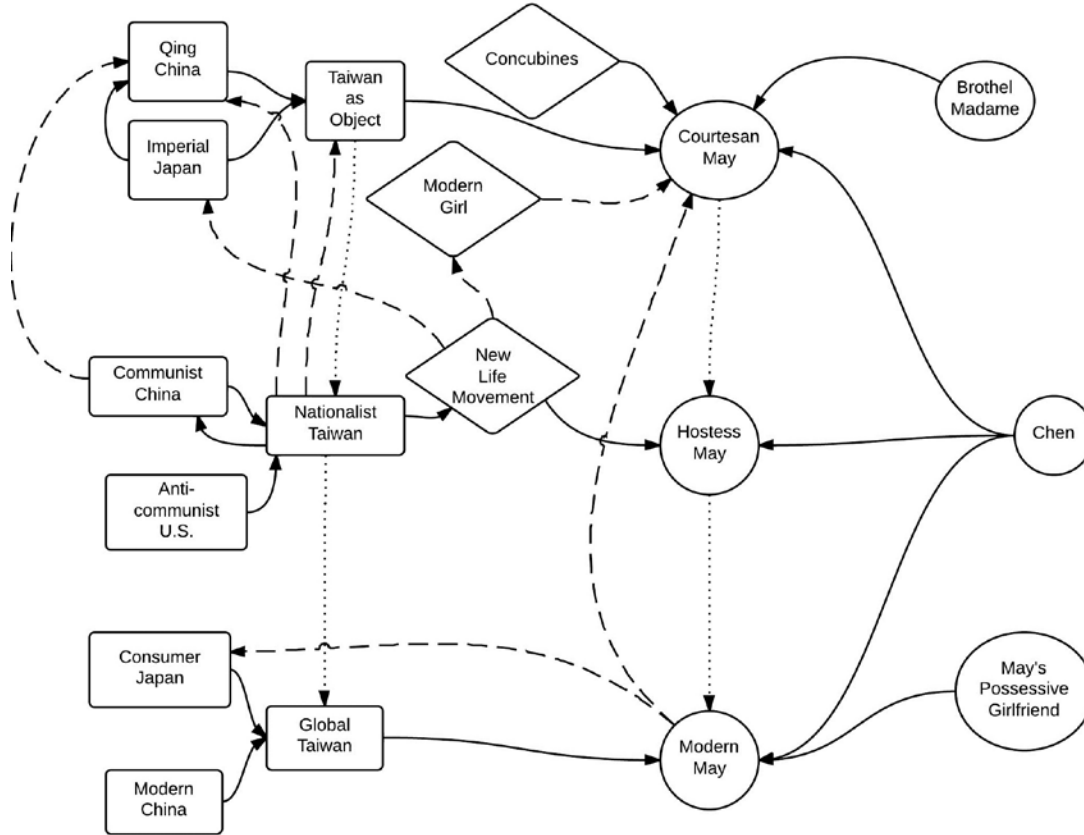 Qing
China
Taiwan
as
Object
Imperial
Japan
Concubines
Modern
Girl
Courtesan
May
Brothel
Madame
Communist
China
Nationalist
Taiwan
Anti-
communist
U.S.
New
Life
Movement
Hostess
May
Chen
Consumer
Japan
Global
Taiwan
Modern
China
Modern
May
May's
Possessive
Girlfriend